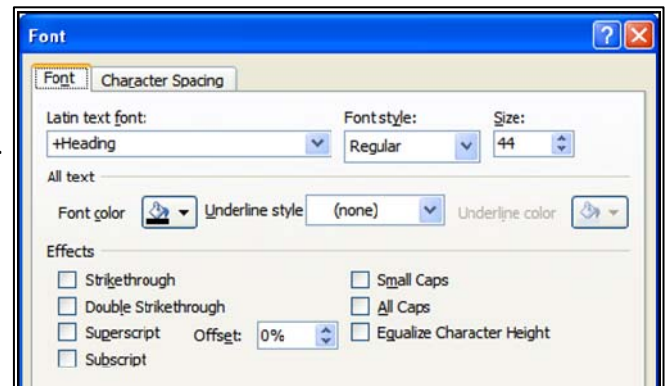 Font
Font Character Spacing
Latin text font: Font style: Size:
+Heading Regular 44
All text
Font color Underline style (none) Underline color
Effects
Strikethrough Small Caps
Double Strikethrough All Caps
Superscript Offset: 0% Equalize Character Height
Subscript